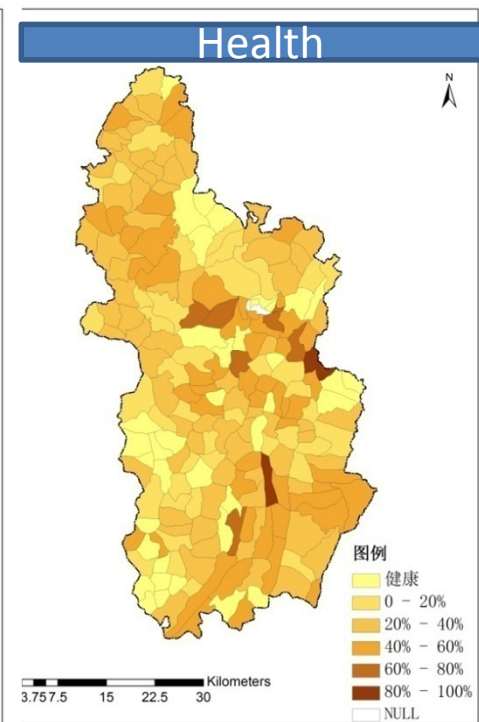 Health
N
图例
健康
0 - 20%
20% - 40%
40% - 60%
60% - 80%
80% - 100%
NULL
Kilometers
3.75 7.5 15 22.5 30